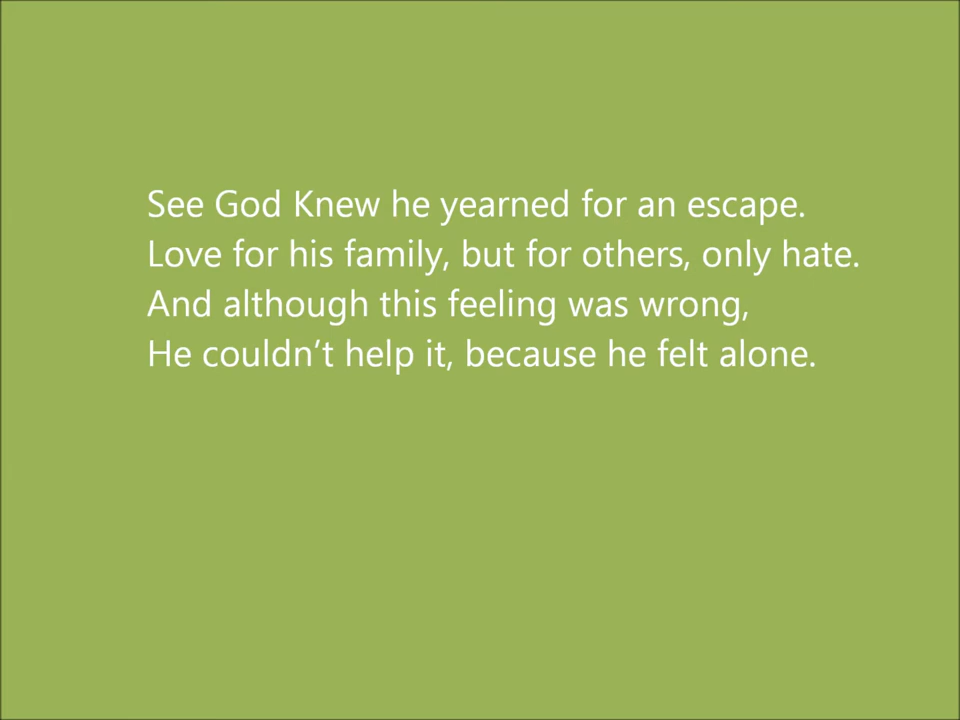 See God Knew he yearned for an escape.
Love for his family, but for others, only hate.
And although this feeling was wrong,
He couldn’t help it, because he felt alone.